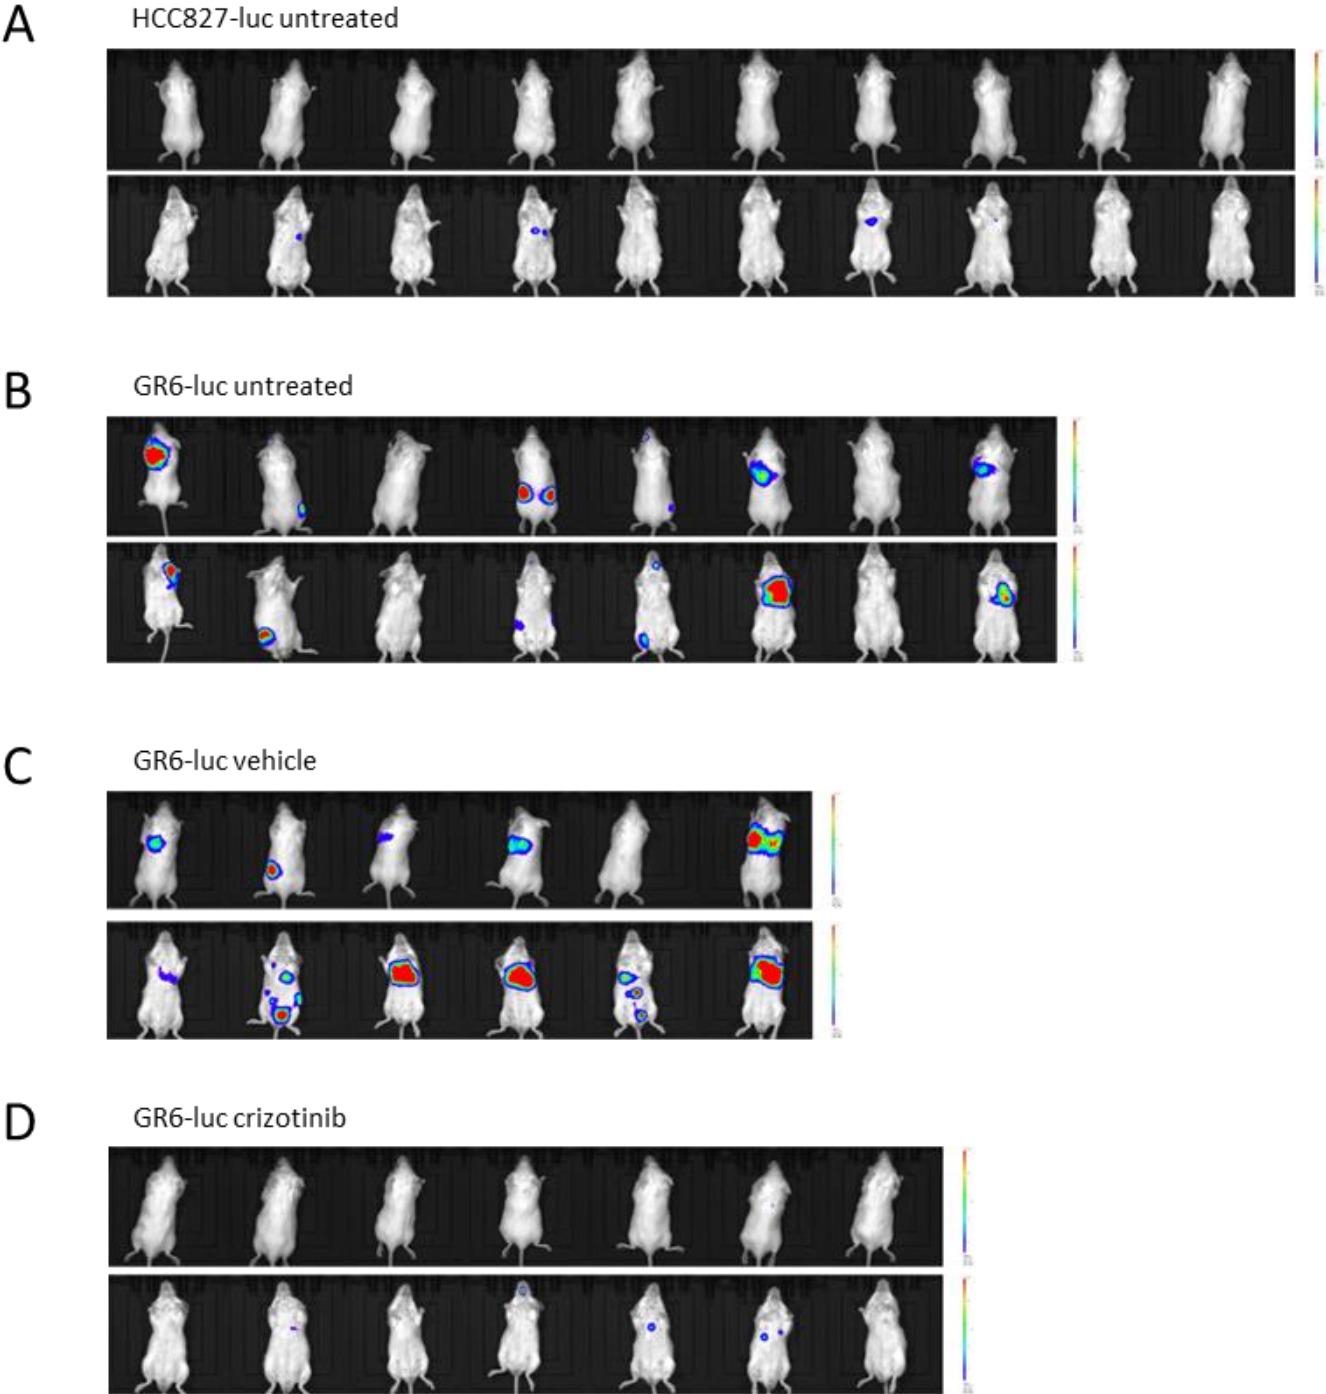 A
HCC827-luc untreated
B
GR6-luc untreated
C
GR6-luc vehicle
D
GR6-luc crizotinib